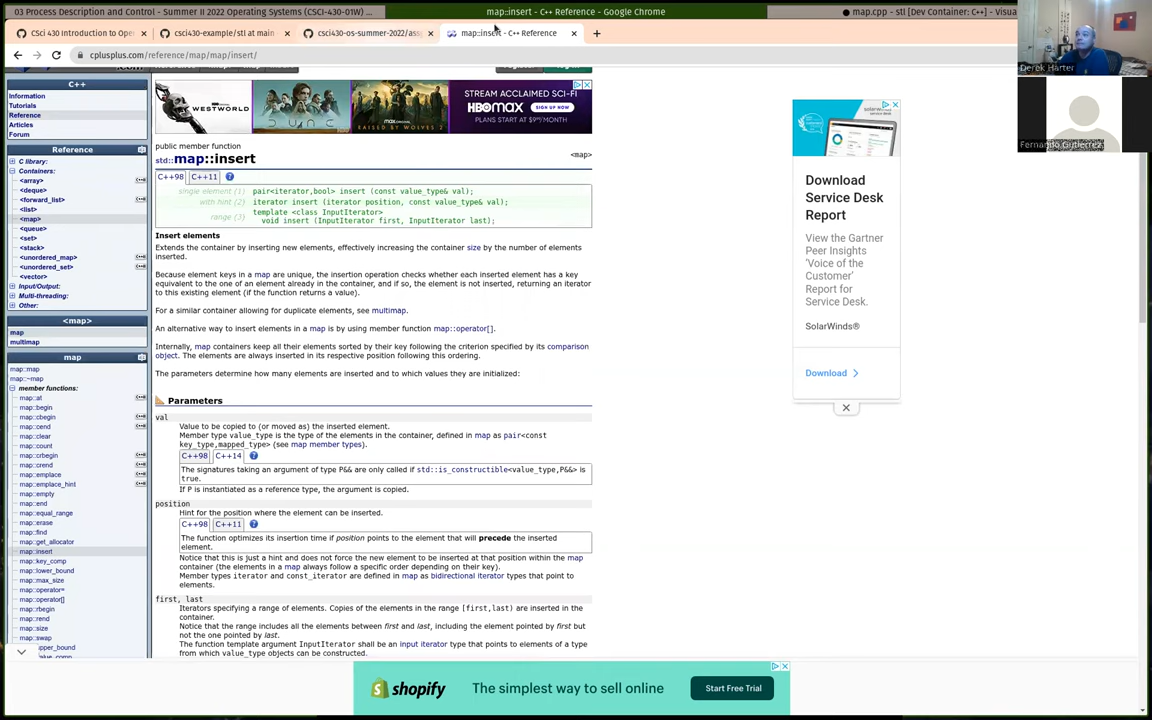 03 Process Description and Control - Summer II 2022 Operating Systems (CSCI-430-01W) ...
map::insert - C++ Reference - Google Chrome
● map.cpp - stl [Dev Container: C++] - Visua
CSci 430 Introduction to Ope
csci430-example/stl at main
csci430-os-summer-2022/ass
map::insert - C++ Reference
cplusplus.com/reference/map/map/insert/
Derek Harter
Fernando Gutierrez
C++
Information
Tutorials
Reference
Articles
Forum
Reference
C library:
Containers:
<array>
<deque>
<forward_list>
<list>
<map>
<queue>
<set>
<stack>
<unordered_map>
<unordered_set>
<vector>
Input/Output:
Multi-threading:
Other:
<map>
map
multimap
map
map::map
map::~map
member functions:
map::at
map::begin
map::cbegin
map::cend
map::clear
map::count
map::crbegin
map::crend
map::emplace
map::emplace_hint
map::empty
map::end
map::equal_range
map::erase
map::find
map::get_allocator
map::insert
map::key_comp
map::lower_bound
map::max_size
map::operator=
map::operator[]
map::rbegin
map::rend
map::size
map::swap
upper_bound
value_comp
WESTWORLD
DUNC
RAISED BY WOLVES 2
STREAM ACCLAIMED SCI-FI
HBOMAX SIGN UP NOW
PLANS START AT $9.99/MONTH
public member function
std::map::insert
<map>
C++98 C++11
single element (1) pair<iterator,bool> insert (const value_type& val);
with hint (2) iterator insert (iterator position, const value_type& val);
range (3) template <class InputIterator>
void insert (InputIterator first, InputIterator last);
Insert elements
Extends the container by inserting new elements, effectively increasing the container size by the number of elements
inserted.
Because element keys in a map are unique, the insertion operation checks whether each inserted element has a key
equivalent to the one of an element already in the container, and if so, the element is not inserted, returning an iterator
to this existing element (if the function returns a value).
For a similar container allowing for duplicate elements, see multimap.
An alternative way to insert elements in a map is by using member function map::operator[].
Internally, map containers keep all their elements sorted by their key following the criterion specified by its comparison
object. The elements are always inserted in its respective position following this ordering.
The parameters determine how many elements are inserted and to which values they are initialized:
Parameters
val
Value to be copied to (or moved as) the inserted element.
Member type value_type is the type of the elements in the container, defined in map as pair<const
key_type,mapped_type> (see map member types).
C++98 C++14
The signatures taking an argument of type P&& are only called if std::is_constructible<value_type,P&&> is
true.
If P is instantiated as a reference type, the argument is copied.
position
Hint for the position where the element can be inserted.
C++98 C++11
The function optimizes its insertion time if position points to the element that will precede the inserted
element.
Notice that this is just a hint and does not force the new element to be inserted at that position within the map
container (the elements in a map always follow a specific order depending on their key).
Member types iterator and const_iterator are defined in map as bidirectional iterator types that point to
elements.
first, last
Iterators specifying a range of elements. Copies of the elements in the range [first,last) are inserted in the
container.
Notice that the range includes all the elements between first and last, including the element pointed by first but
not the one pointed by last.
The function template argument InputIterator shall be an input iterator type that points to elements of a type
from which value_type objects can be constructed.
solarwinds
Download
Service Desk
Report
View the Gartner
Peer Insights
'Voice of the
Customer'
Report for
Service Desk.
SolarWinds®
Download
shopify
The simplest way to sell online
Start Free Trial